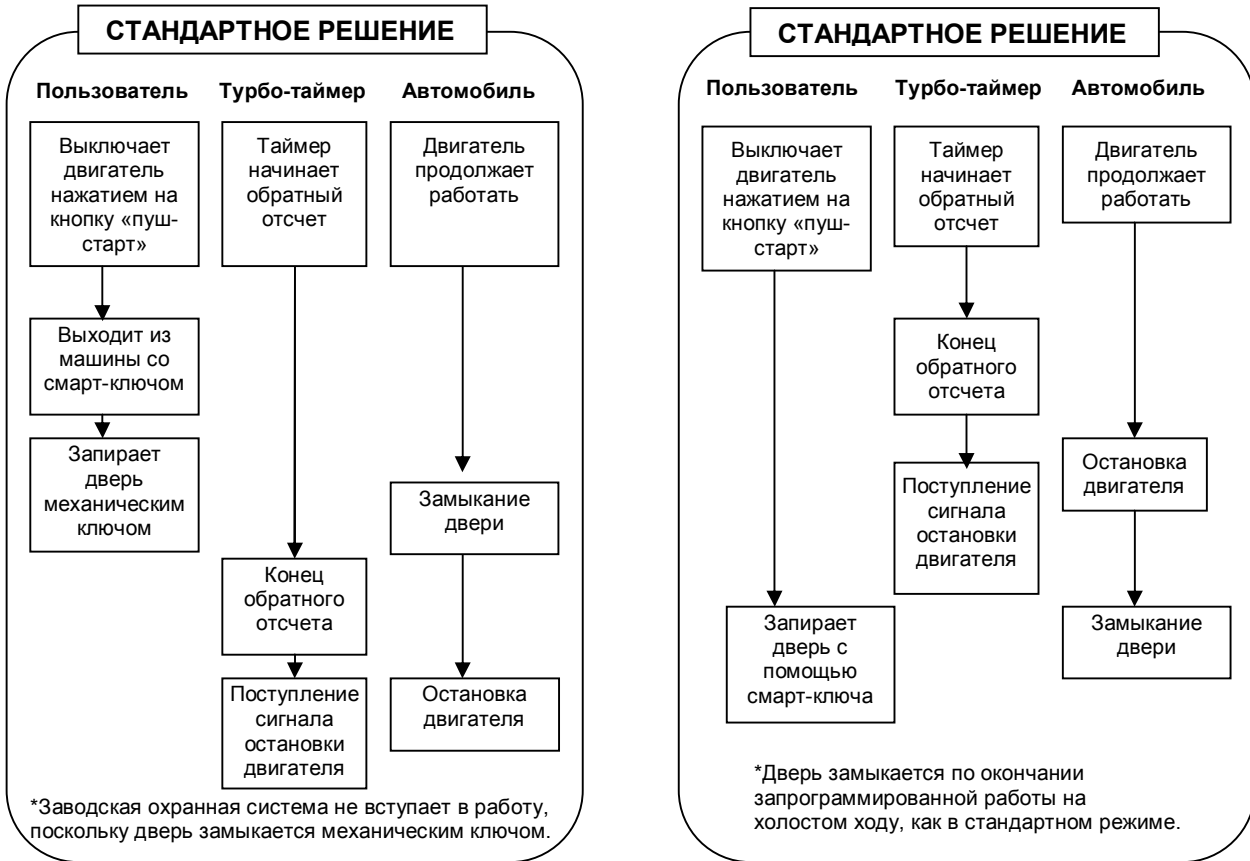 СТАНДАРТНОЕ РЕШЕНИЕ
Пользователь
Турбо-таймер
Автомобиль
Выключает
двигатель
нажатием на
кнопку «пуш-
старт»
Таймер
начинает
обратный
отсчет
Двигатель
продолжает
работать
Выходит из
машины со
смарт-ключом
Запирает
дверь
механическим
ключом
Замыкание
двери
Конец
обратного
отсчета
Поступление
сигнала
остановки
двигателя
Остановка
двигателя
*Заводская охранная система не вступает в работу,
поскольку дверь замыкается механическим ключом.
СТАНДАРТНОЕ РЕШЕНИЕ
Пользователь
Турбо-таймер
Автомобиль
Выключает
двигатель
нажатием на
кнопку «пуш-
старт»
Таймер
начинает
обратный
отсчет
Двигатель
продолжает
работать
Конец
обратного
отсчета
Остановка
двигателя
Поступление
сигнала
остановки
двигателя
Запирает
дверь с
помощью
смарт-ключа
Замыкание
двери
*Дверь замыкается по окончании
запрограммированной работы на
холостом ходу, как в стандартном режиме.